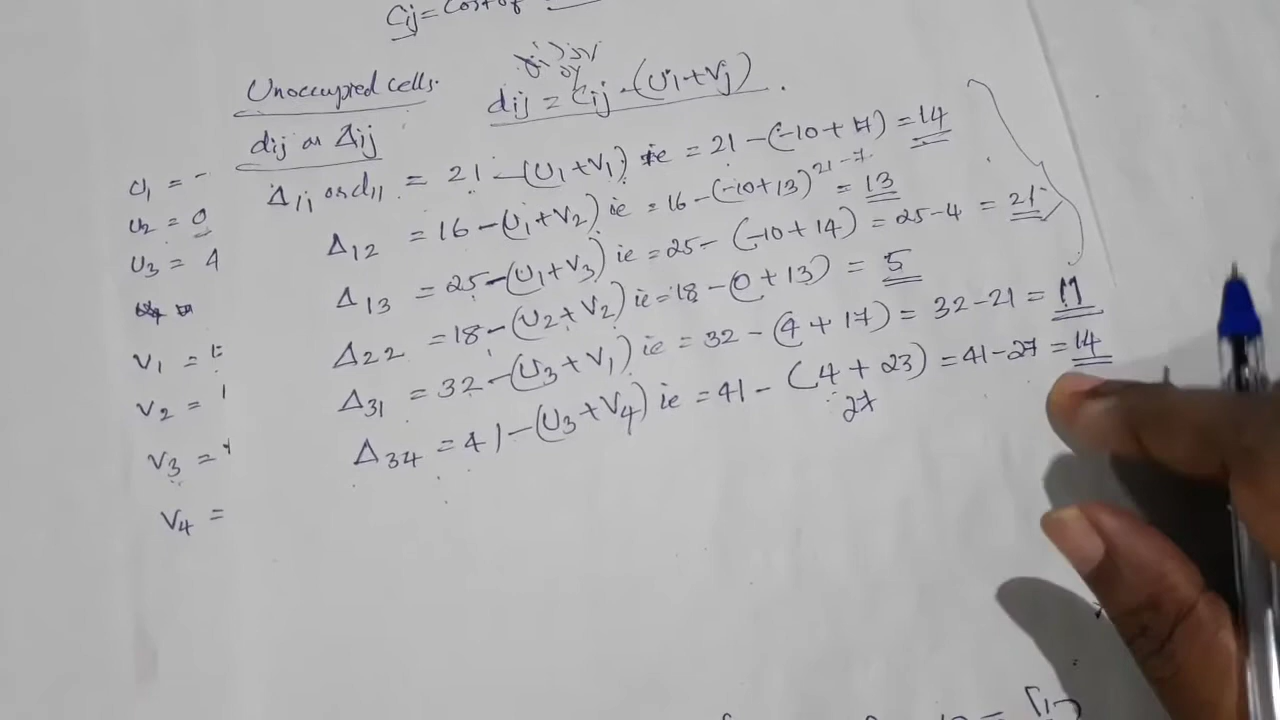 Cij = Cost of
Unoccupied cells.
dij = Cij - (Ui+Vj).
dij or Δij
U1 = -
Δ11 or d11 = 21 - (U1+V1) ie = 21 - (-10+17) = 14
21-7
U2 = 0
Δ12 = 16 - (U1+V2) ie = 16 - (-10+13) = 13
U3 = 4
Δ13 = 25 - (U1+V3) ie = 25 - (-10+14) = 25-4 = 21
Δ22 = 18 - (U2+V2) ie = 18 - (0+13) = 5
V1 =
Δ31 = 32 - (U3+V1) ie = 32 - (4+17) = 32-21 = 11
V2 =
Δ34 = 41 - (U3+V4) ie = 41 - (4+23) = 41-27 = 14
27
V3 =
V4 =